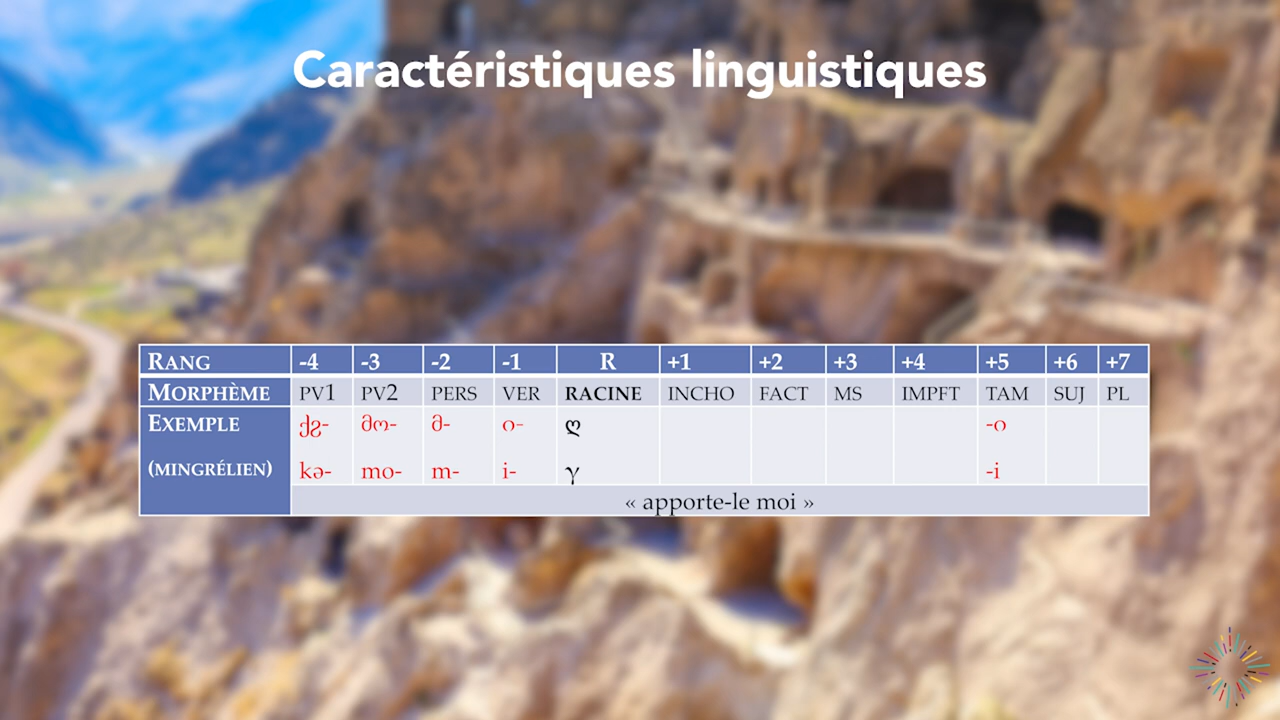 Caractéristiques linguistiques
RANG -4 -3 -2 -1 R +1 +2 +3 +4 +5 +6 +7
MORPHÈME PV1 PV2 PERS VER RACINE INCHO FACT MS IMPFT TAM SUJ PL
EXEMPLE ქჷ- მო- მ- ი- ღ -ი
(MINGRÉLIEN) kə- mo- m- i- γ -i
« apporte-le moi »